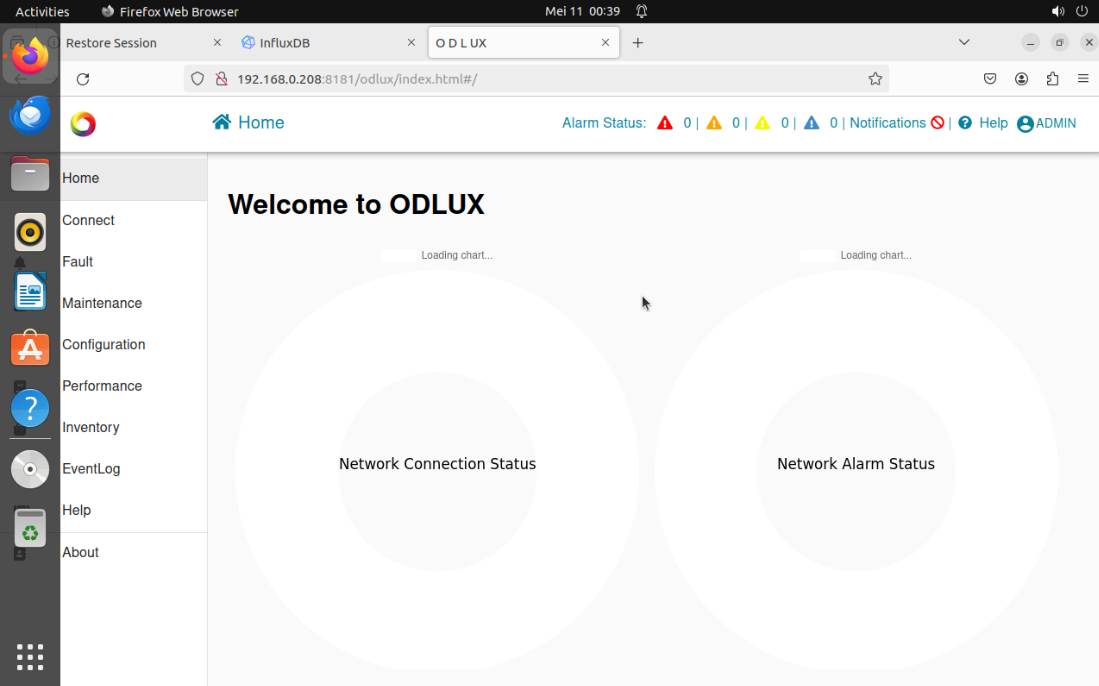 Activities Firefox Web Browser Mei 11 00:39
Restore Session InfluxDB O D L UX
192.168.0.208:8181/odlux/index.html#/
Home Alarm Status: 0 | 0 | 0 | 0 | Notifications | Help ADMIN
Home
Connect
Fault
Maintenance
Configuration
Performance
Inventory
EventLog
Help
About
Welcome to ODLUX
Loading chart... Loading chart...
Network Connection Status Network Alarm Status